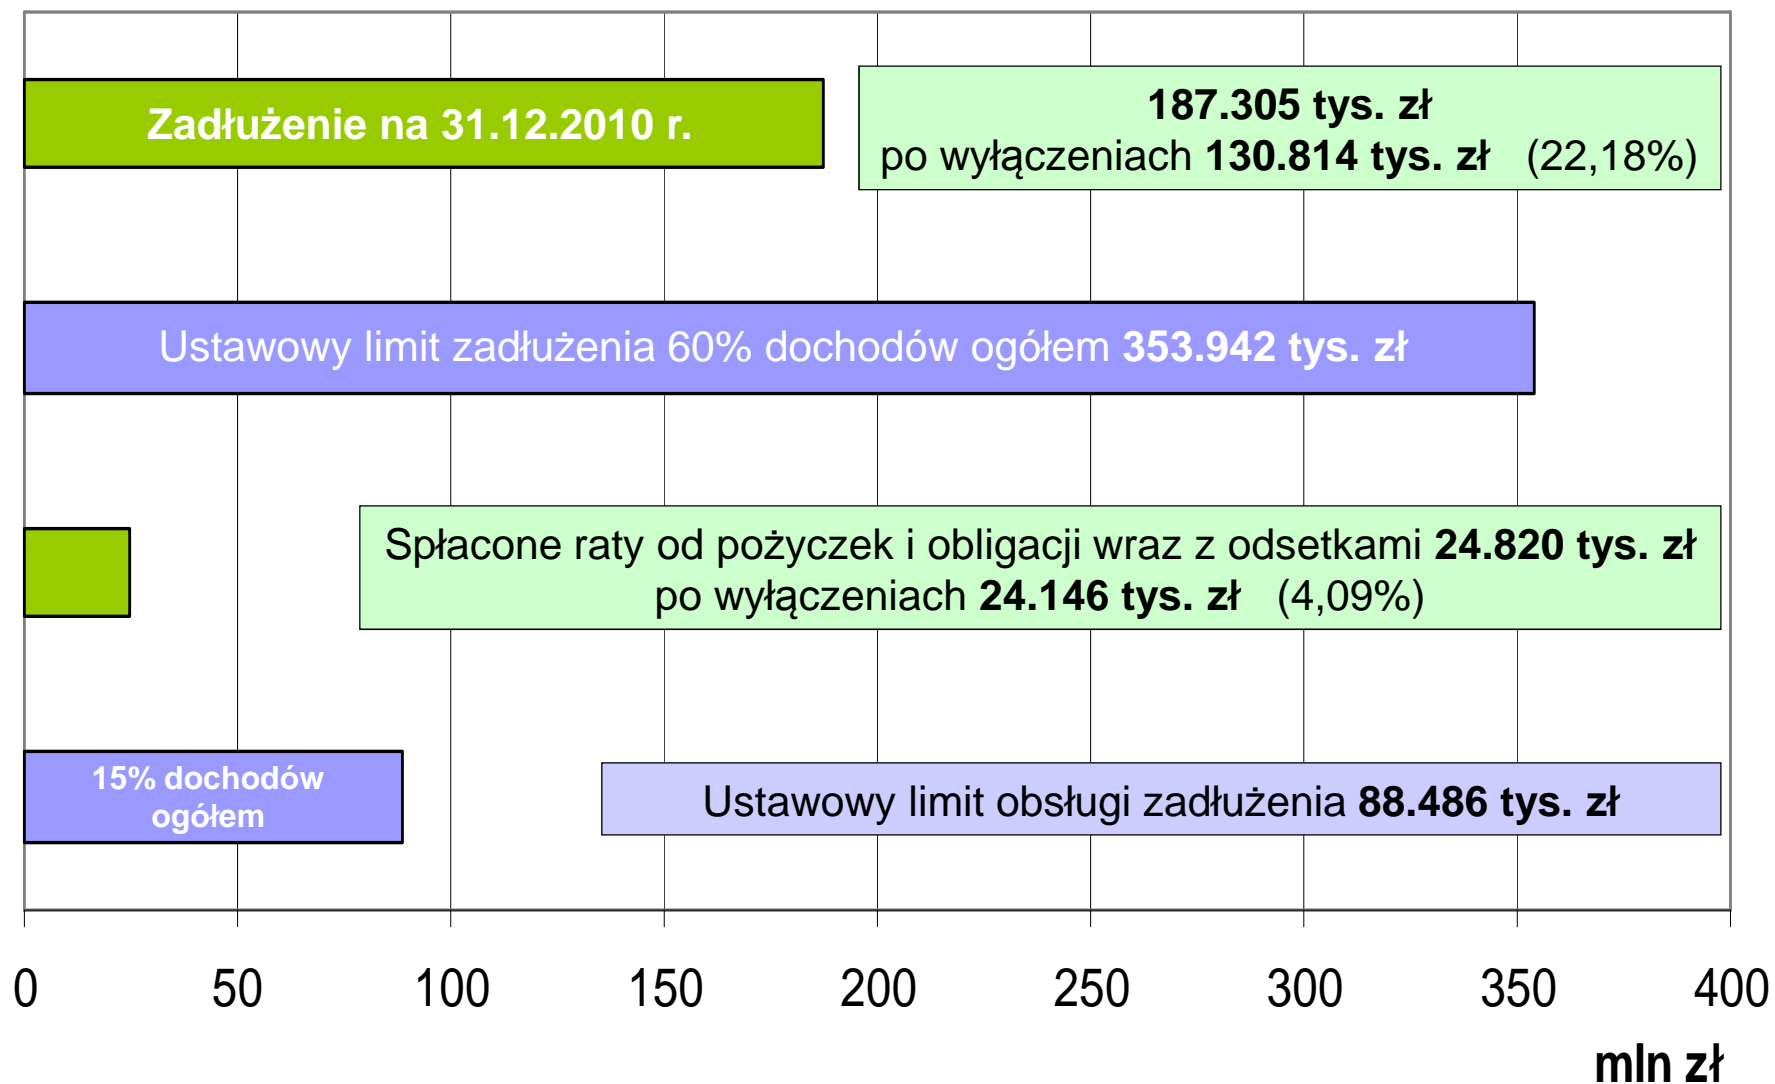 Zadłużenie na 31.12.2010 r.
187.305 tys. zł
po wyłączeniach 130.814 tys. zł (22,18%)
Ustawowy limit zadłużenia 60% dochodów ogółem 353.942 tys. zł
Spłacone raty od pożyczek i obligacji wraz z odsetkami 24.820 tys. zł
po wyłączeniach 24.146 tys. zł (4,09%)
15% dochodów
ogółem
Ustawowy limit obsługi zadłużenia 88.486 tys. zł
0 50 100 150 200 250 300 350 400
mln zł